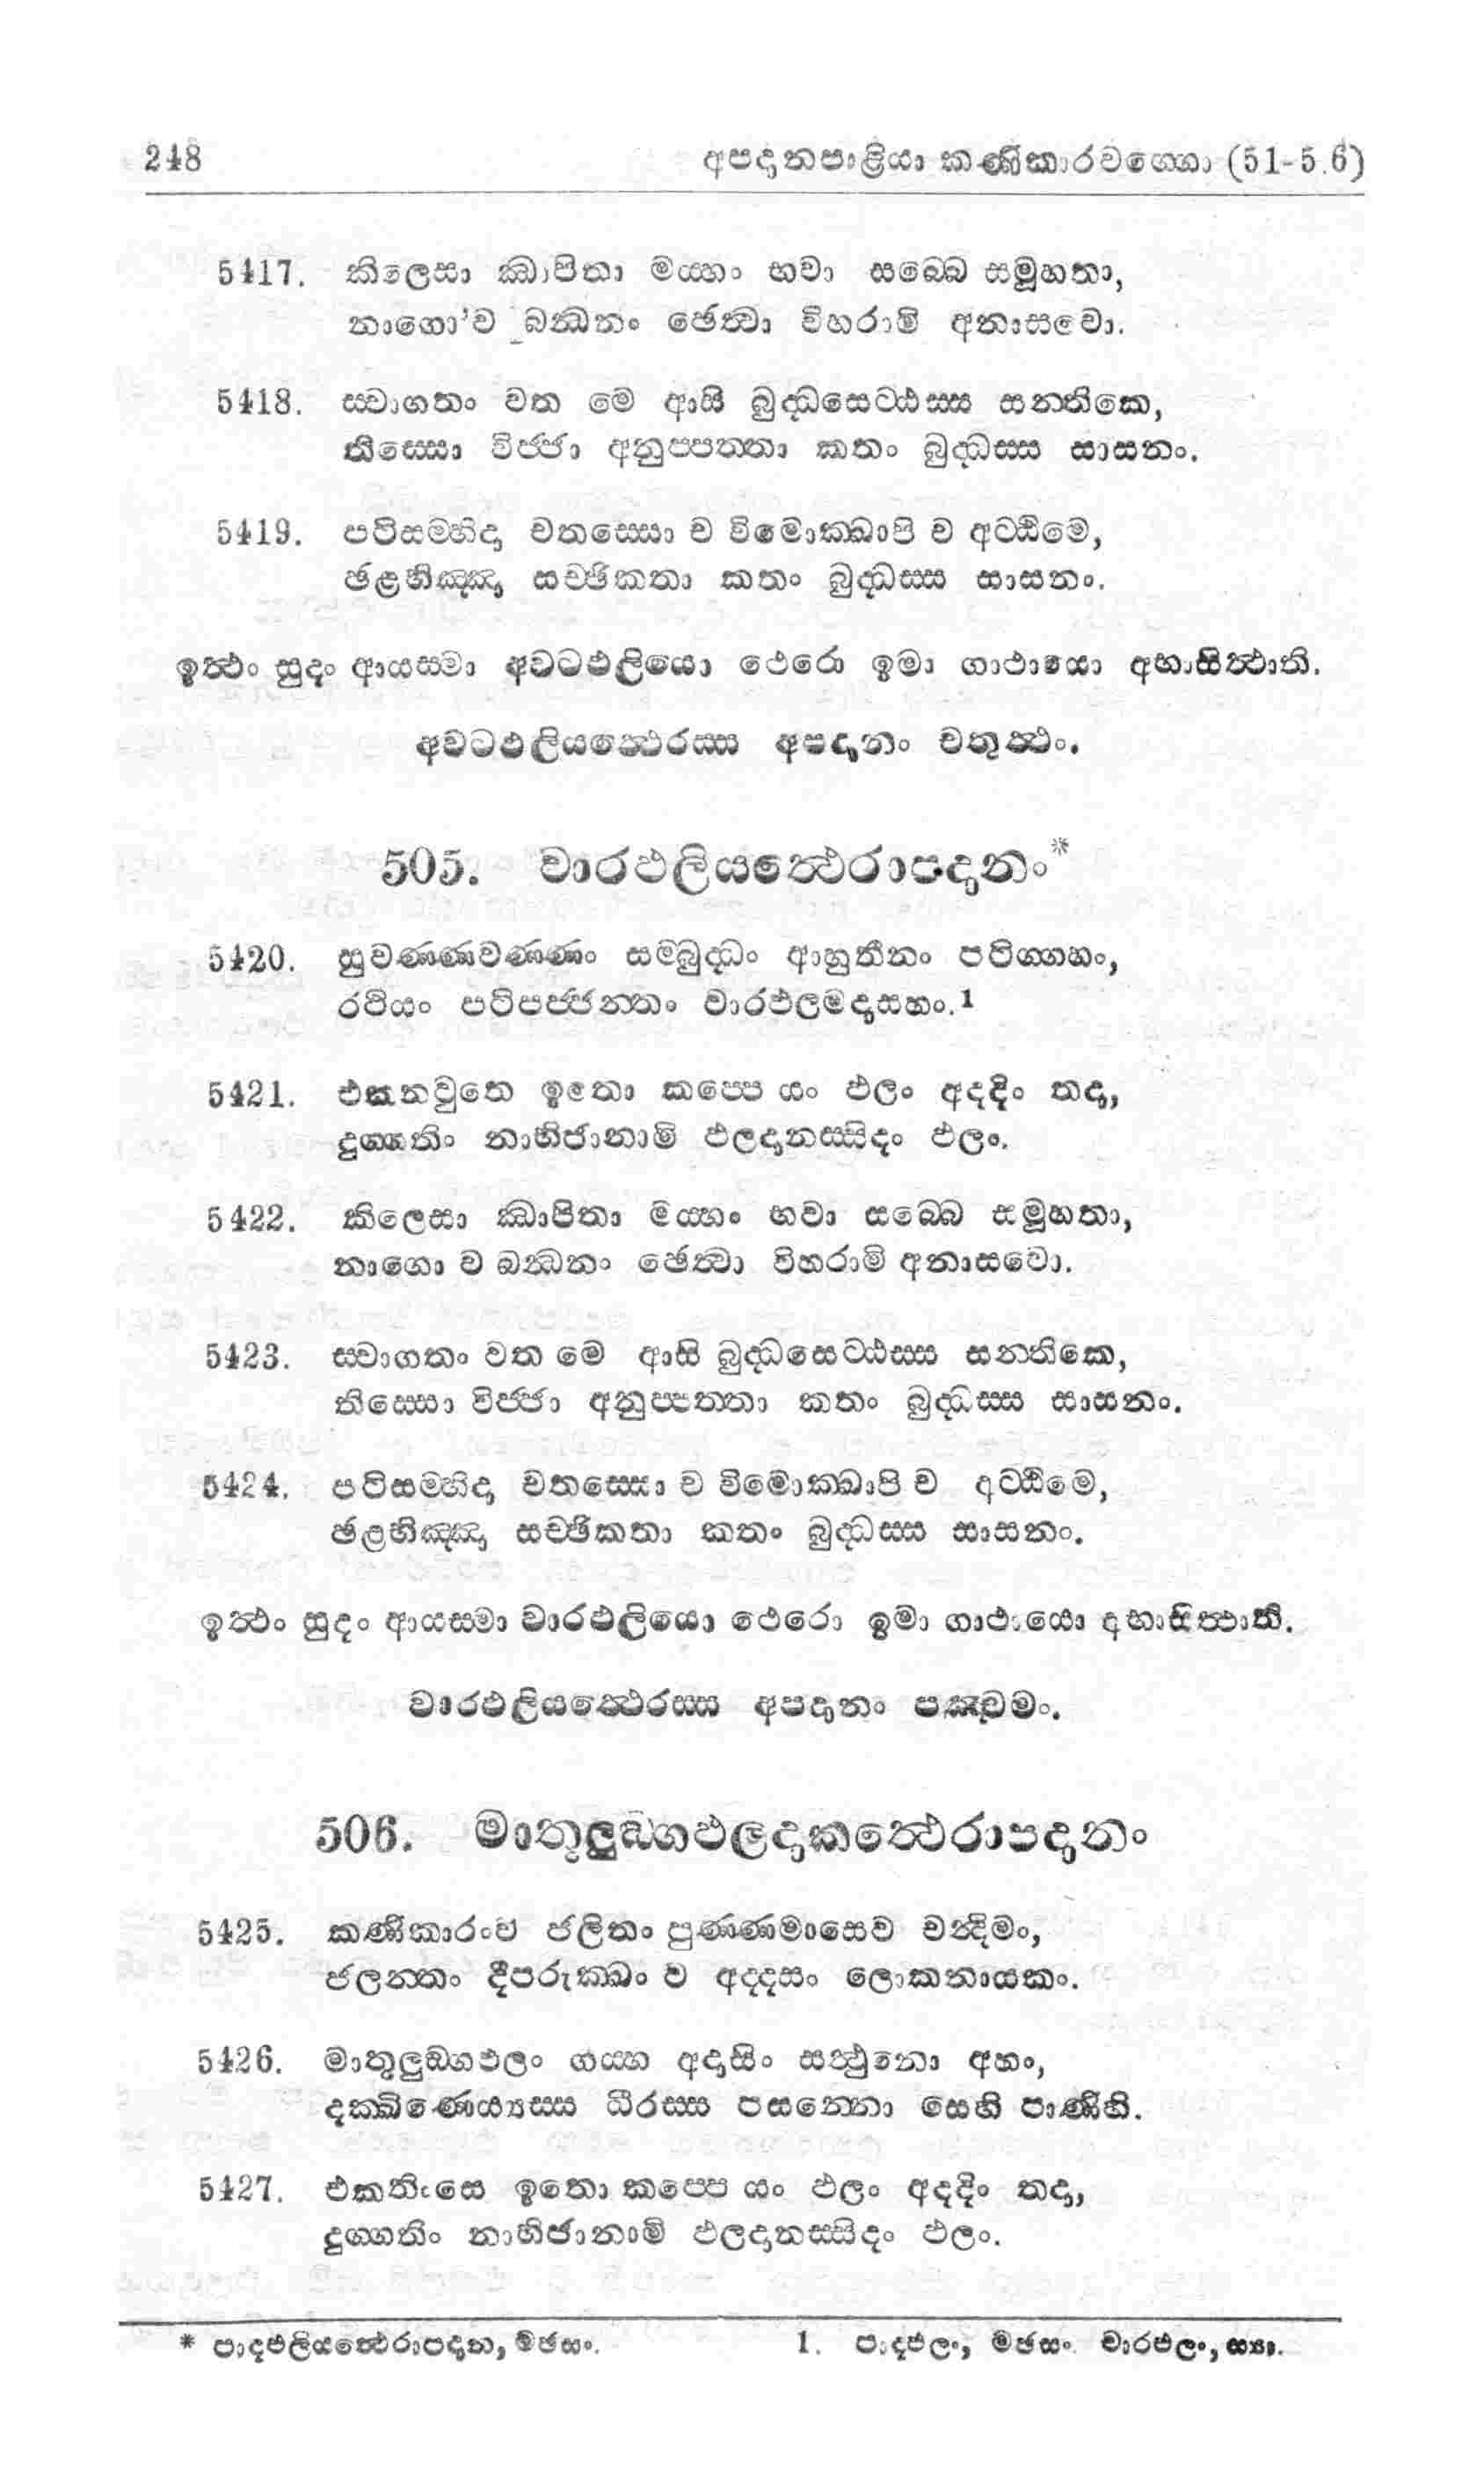 248 අපදානපාළියා කණිකාරවග්ගො (51-5.6)
5417. කිලෙසා ඣාපිතා මය්හං භවා සබ්බෙ සමූහතා,
නාගො'ව බන්ධනං ඡෙත්වා විහරාමි අනාසවො.
5418. ස්වාගතං වත මෙ ආසි බුද්ධසෙට්ඨස්ස සන්තිකෙ,
තිස්සො විජ්ජා අනුප්පත්තා කතං බුද්ධස්ස සාසනං.
5419. පටිසම්භිදා චතස්සො ච විමොක්ඛාපි ච අට්ඨිමෙ,
ඡළභිඤ්ඤා සච්ඡිකතා කතං බුද්ධස්ස සාසනං.
ඉත්ථං සුදං ආයස්මා අවටඵලියො ථෙරො ඉමා ගාථායො අභාසිත්ථාති.
අවටඵලියත්ථෙරස්ස අපදානං චතුත්ථං.
505. වාරඵලියත්ථෙරාපදානං*
5420. සුවණ්ණවණ්ණං සම්බුද්ධං ආහුතීනං පටිග්ගහං,
රථියං පටිපජ්ජන්තං වාරඵලමදාසහං.1
5421. එකනවුතෙ ඉතො කප්පෙ යං ඵලං අදදිං තදා,
දුග්ගතිං නාභිජානාමි ඵලදානස්සිදං ඵලං.
5422. කිලෙසා ඣාපිතා මය්හං භවා සබ්බෙ සමූහතා,
නාගො ව බන්ධනං ඡෙත්වා විහරාමි අනාසවො.
5423. ස්වාගතං වත මෙ ආසි බුද්ධසෙට්ඨස්ස සන්තිකෙ,
තිස්සො විජ්ජා අනුප්පත්තා කතං බුද්ධස්ස සාසනං.
5424. පටිසම්භිදා චතස්සො ච විමොක්ඛාපි ච අට්ඨිමෙ,
ඡළභිඤ්ඤා සච්ඡිකතා කතං බුද්ධස්ස සාසනං.
ඉත්ථං සුදං ආයස්මා වාරඵලියො ථෙරො ඉමා ගාථායො අභාසිත්ථාති.
වාරඵලියත්ථෙරස්ස අපදානං පඤ්චමං.
506. මාතුලුඞ්ගඵලදායකත්ථෙරාපදානං
5425. කණිකාරංව ජලිතං පුණ්ණමාසෙව චන්දිමං,
ජලන්තං දීපරුක්ඛං ව අද්දසං ලොකනායකං.
5426. මාතුලුඞ්ගඵලං ගය්හ අදාසිං සත්ථුනො අහං,
දක්ඛිණෙය්‍යස්ස ධීරස්ස පසන්නො සෙහි පාණිහි.
5427. එකතිංසෙ ඉතො කප්පෙ යං ඵලං අදදිං තදා,
දුග්ගතිං නාභිජානාමි ඵලදානස්සිදං ඵලං.
* පාදඵලියත්ථෙරාපදාන, මඡසං. 1. පාදඵලං, මඡසං. චාරඵලං, ස්‍යා.